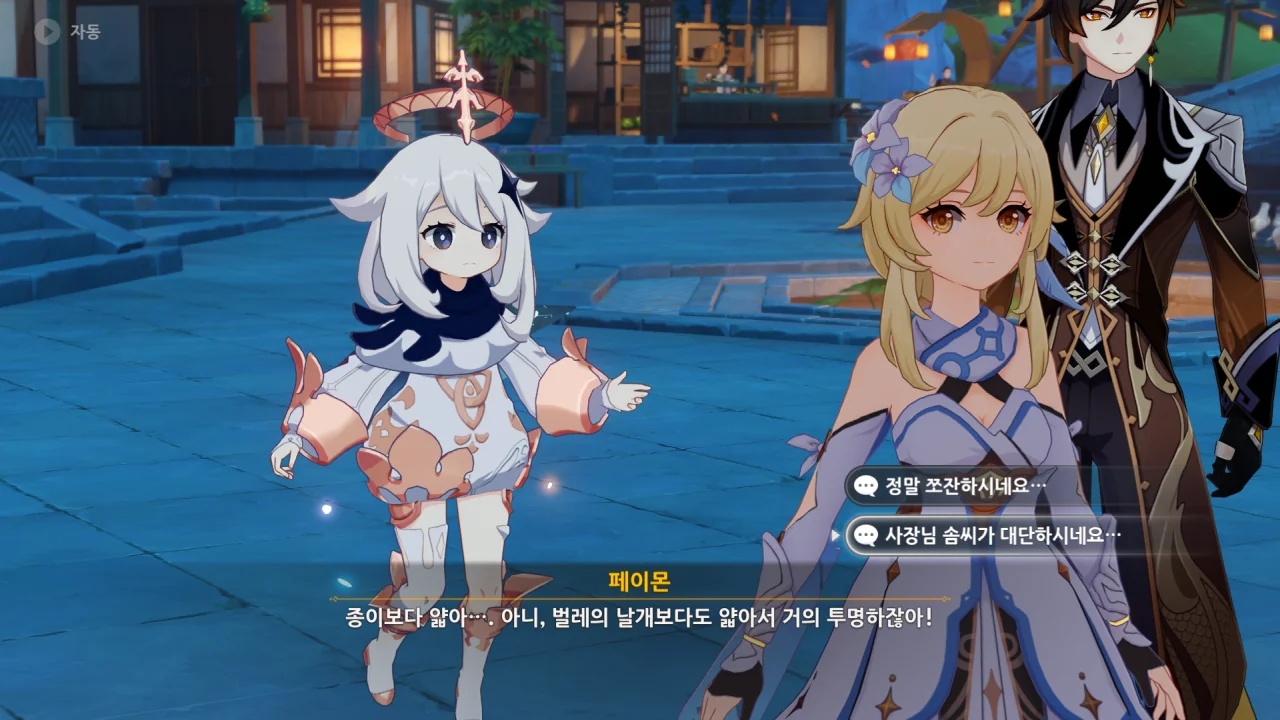 자동
정말 쪼잔하시네요…
사장님 솜씨가 대단하시네요…
페이몬
종이보다 얇아…. 아니, 벌레의 날개보다도 얇아서 거의 투명하잖아!